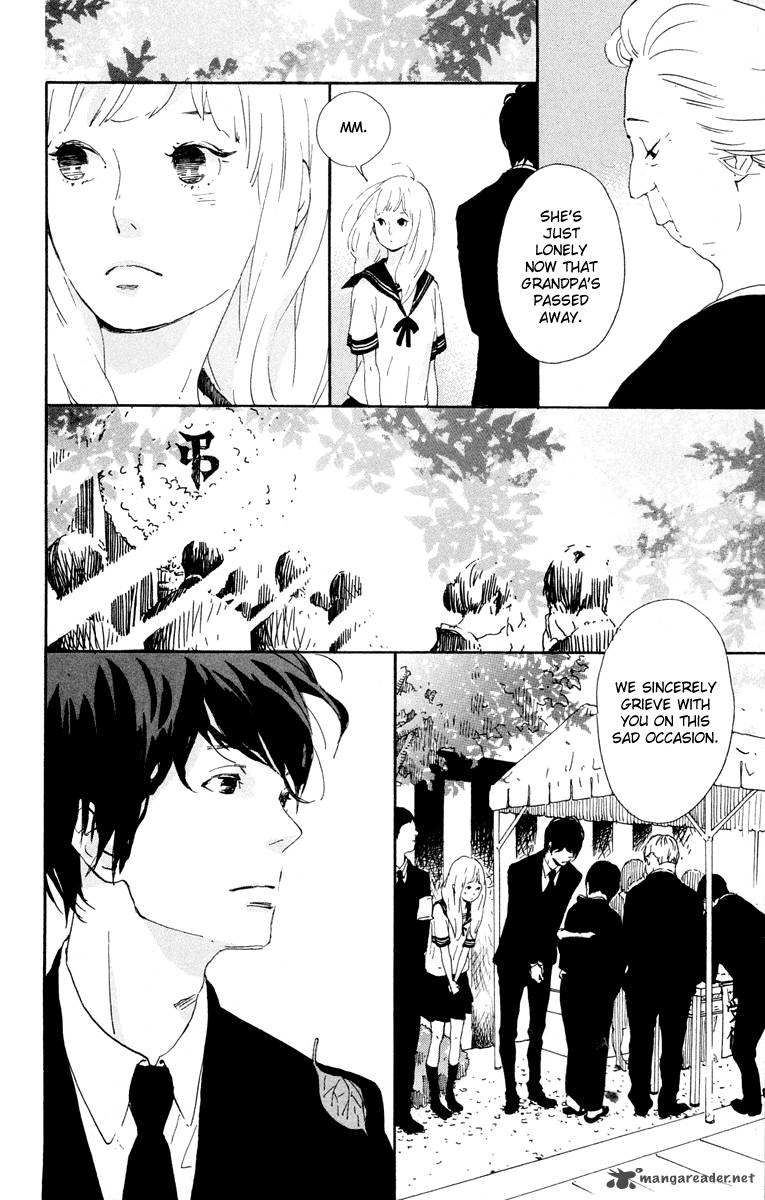 SHE'S
JUST
LONELY
NOW THAT
GRANDPA'S
PASSED
AWAY.
MM.
弔
WE SINCERELY
GRIEVE WITH
YOU ON THIS
SAD OCCASION.
mangareader.net